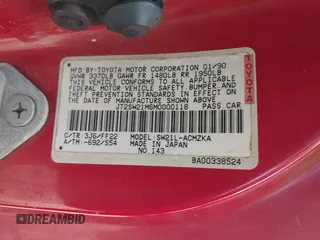 MFD. BY: TOYOTA MOTOR CORPORATION 01/90
GVWR 3370LB GAWR FR 1480LB RR 1950LB
THIS VEHICLE CONFORMS TO ALL APPLICABLE
FEDERAL MOTOR VEHICLE SAFETY, BUMPER AND
THEFT PREVENTION STANDARDS IN EFFECT ON
THE DATE OF MANUFACTURE SHOWN ABOVE.
JT2SW21M6M0000118 PASS CAR
C/TR: 3J6/FF22 MODEL: SW21L-ACMZKA
A/TM: -692/S54 MADE IN JAPAN
NO. 143
BA00338524
DREAMBID